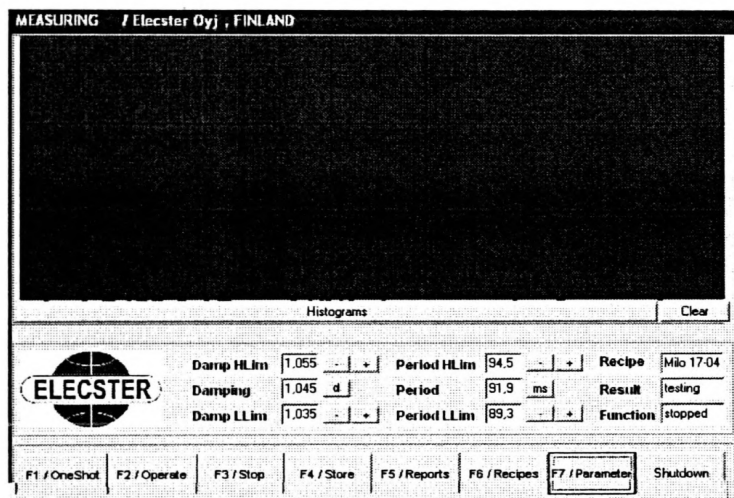 MEASURING / Elecster Oyj , FINLAND
Histograms Clear
Damp HLim 1,055 - + Period HLim 94,5 - + Recipe Milo 17-04
ELECSTER Damping 1,045 d Period 91,9 ms Result testing
Damp LLim 1,035 - + Period LLim 89,3 - + Function stopped
F1 / OneShot F2 / Operate F3 / Stop F4 / Store F5 / Reports F6 / Recipes F7 / Parameter Shutdown